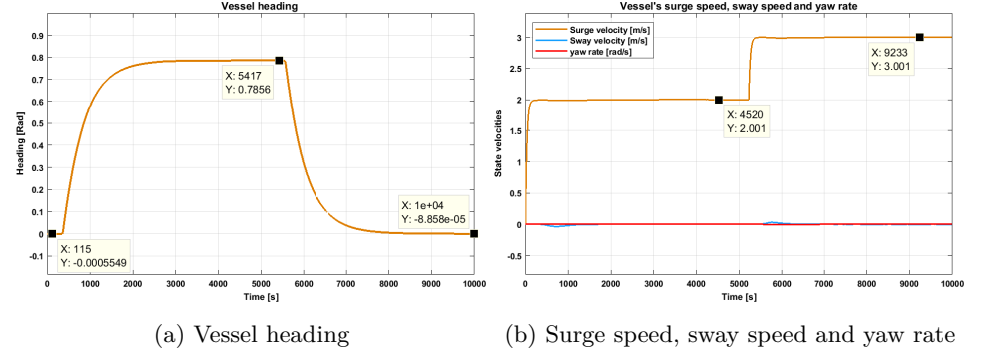 Vessel heading
0.9
0.8
0.7
0.6
0.5
0.4
0.3
0.2
0.1
0
-0.1
Heading [Rad]
X: 5417
Y: 0.7856
X: 1e+04
Y: -8.858e-05
X: 115
Y: -0.0005549
0 1000 2000 3000 4000 5000 6000 7000 8000 9000 10000
Time [s]
(a) Vessel heading
Vessel's surge speed, sway speed and yaw rate
Surge velocity [m/s]
Sway velocity [m/s]
yaw rate [rad/s]
3
2.5
2
1.5
1
0.5
0
-0.5
State velocities
X: 9233
Y: 3.001
X: 4520
Y: 2.001
0 1000 2000 3000 4000 5000 6000 7000 8000 9000 10000
Time [s]
(b) Surge speed, sway speed and yaw rate